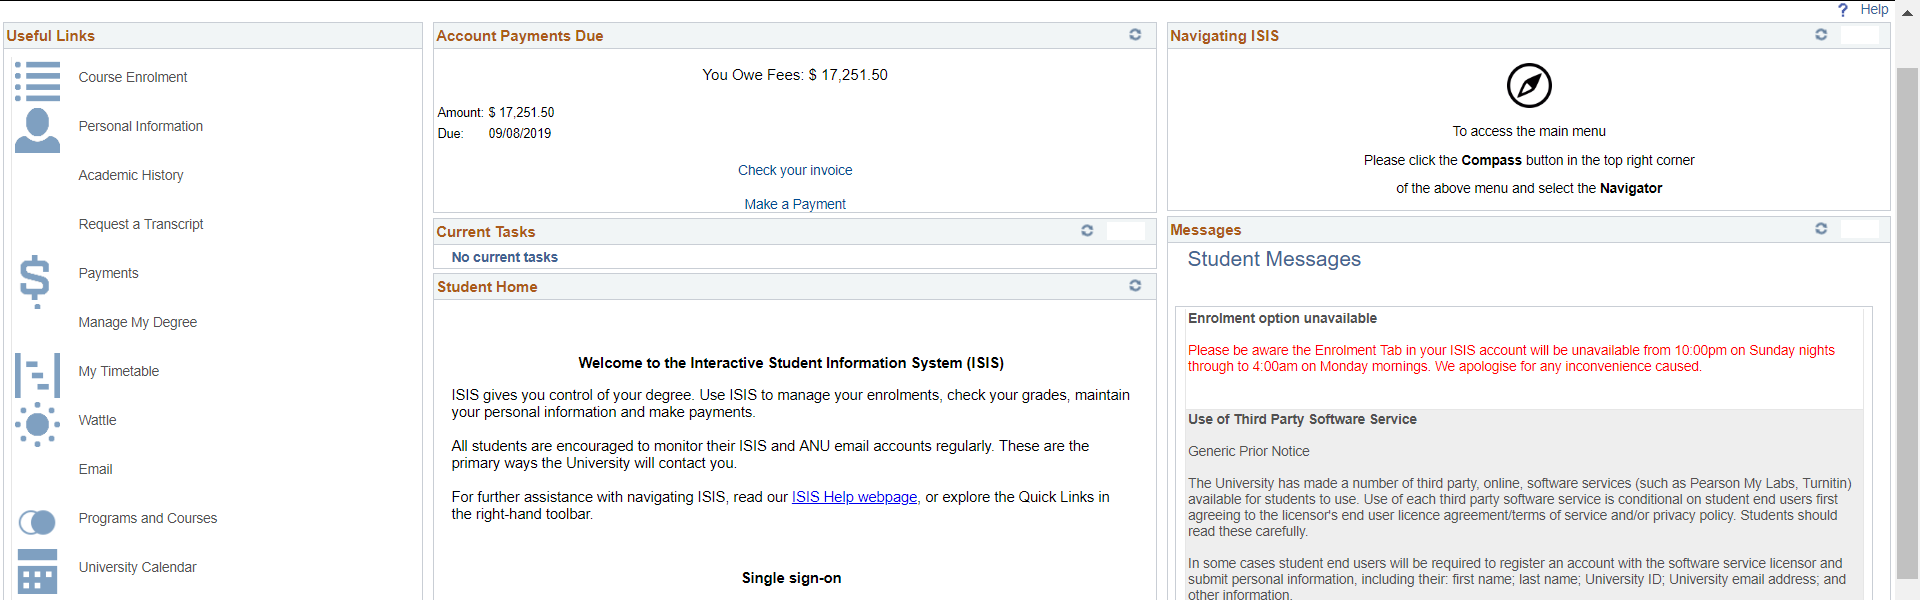 ? Help
Useful Links
Course Enrolment
Personal Information
Academic History
Request a Transcript
Payments
Manage My Degree
My Timetable
Wattle
Email
Programs and Courses
University Calendar
Account Payments Due
You Owe Fees: $ 17,251.50
Amount: $ 17,251.50
Due: 09/08/2019
Check your invoice
Make a Payment
Current Tasks
No current tasks
Student Home
Welcome to the Interactive Student Information System (ISIS)
ISIS gives you control of your degree. Use ISIS to manage your enrolments, check your grades, maintain
your personal information and make payments.
All students are encouraged to monitor their ISIS and ANU email accounts regularly. These are the
primary ways the University will contact you.
For further assistance with navigating ISIS, read our ISIS Help webpage, or explore the Quick Links in
the right-hand toolbar.
Single sign-on
Navigating ISIS
To access the main menu
Please click the Compass button in the top right corner
of the above menu and select the Navigator
Messages
Student Messages
Enrolment option unavailable
Please be aware the Enrolment Tab in your ISIS account will be unavailable from 10:00pm on Sunday nights
through to 4:00am on Monday mornings. We apologise for any inconvenience caused.
Use of Third Party Software Service
Generic Prior Notice
The University has made a number of third party, online, software services (such as Pearson My Labs, Turnitin)
available for students to use. Use of each third party software service is conditional on student end users first
agreeing to the licensor's end user licence agreement/terms of service and/or privacy policy. Students should
read these carefully.
In some cases student end users will be required to register an account with the software service licensor and
submit personal information, including their: first name; last name; University ID; University email address; and
other information.